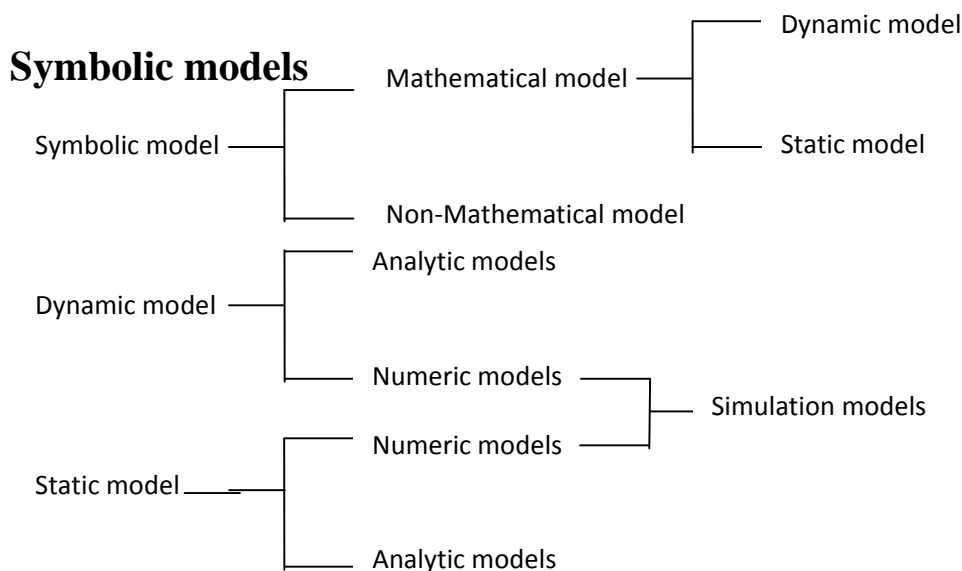 Symbolic models
Dynamic model
Mathematical model
Symbolic model
Static model
Non-Mathematical model
Analytic models
Dynamic model
Numeric models
Simulation models
Numeric models
Static model
Analytic models